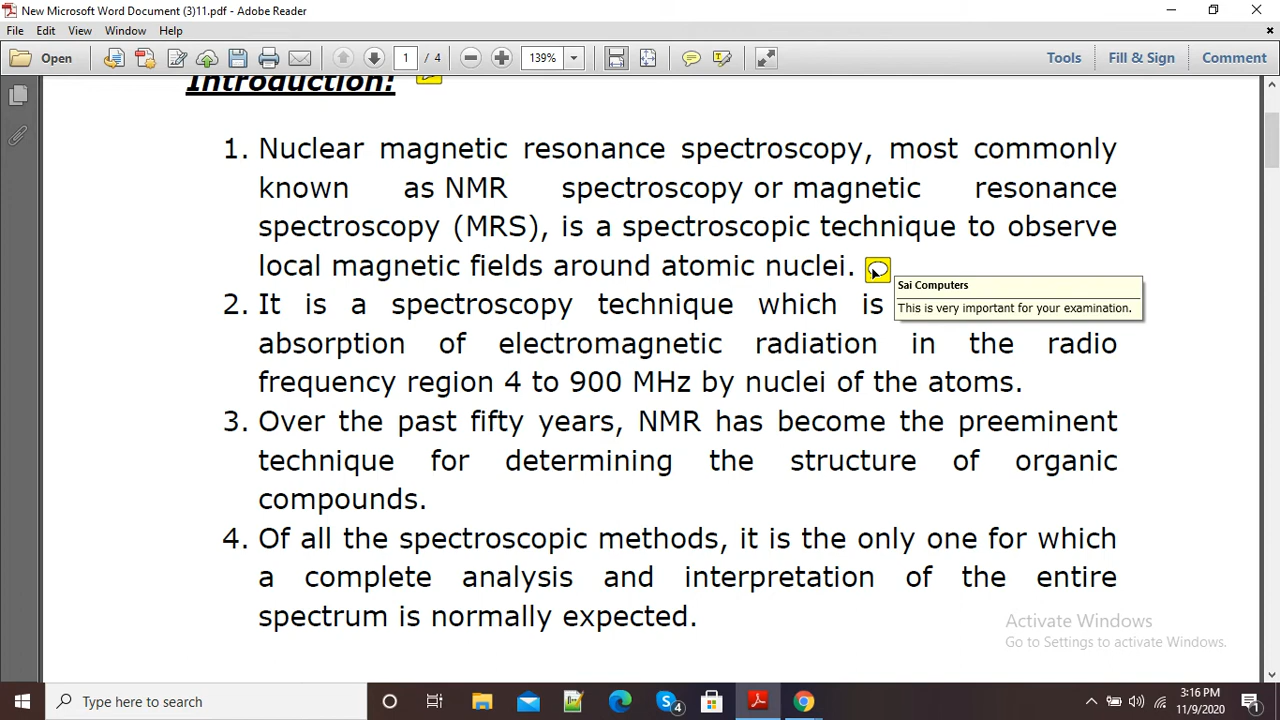 New Microsoft Word Document (3)11.pdf - Adobe Reader
File Edit View Window Help
Open 1 / 4 139% Tools Fill & Sign Comment
Introduction:
1. Nuclear magnetic resonance spectroscopy, most commonly
known as NMR spectroscopy or magnetic resonance
spectroscopy (MRS), is a spectroscopic technique to observe
local magnetic fields around atomic nuclei.
Sai Computers
This is very important for your examination.
2. It is a spectroscopy technique which is
absorption of electromagnetic radiation in the radio
frequency region 4 to 900 MHz by nuclei of the atoms.
3. Over the past fifty years, NMR has become the preeminent
technique for determining the structure of organic
compounds.
4. Of all the spectroscopic methods, it is the only one for which
a complete analysis and interpretation of the entire
spectrum is normally expected.
Activate Windows
Go to Settings to activate Windows.
Type here to search
4
3:16 PM
11/9/2020
1